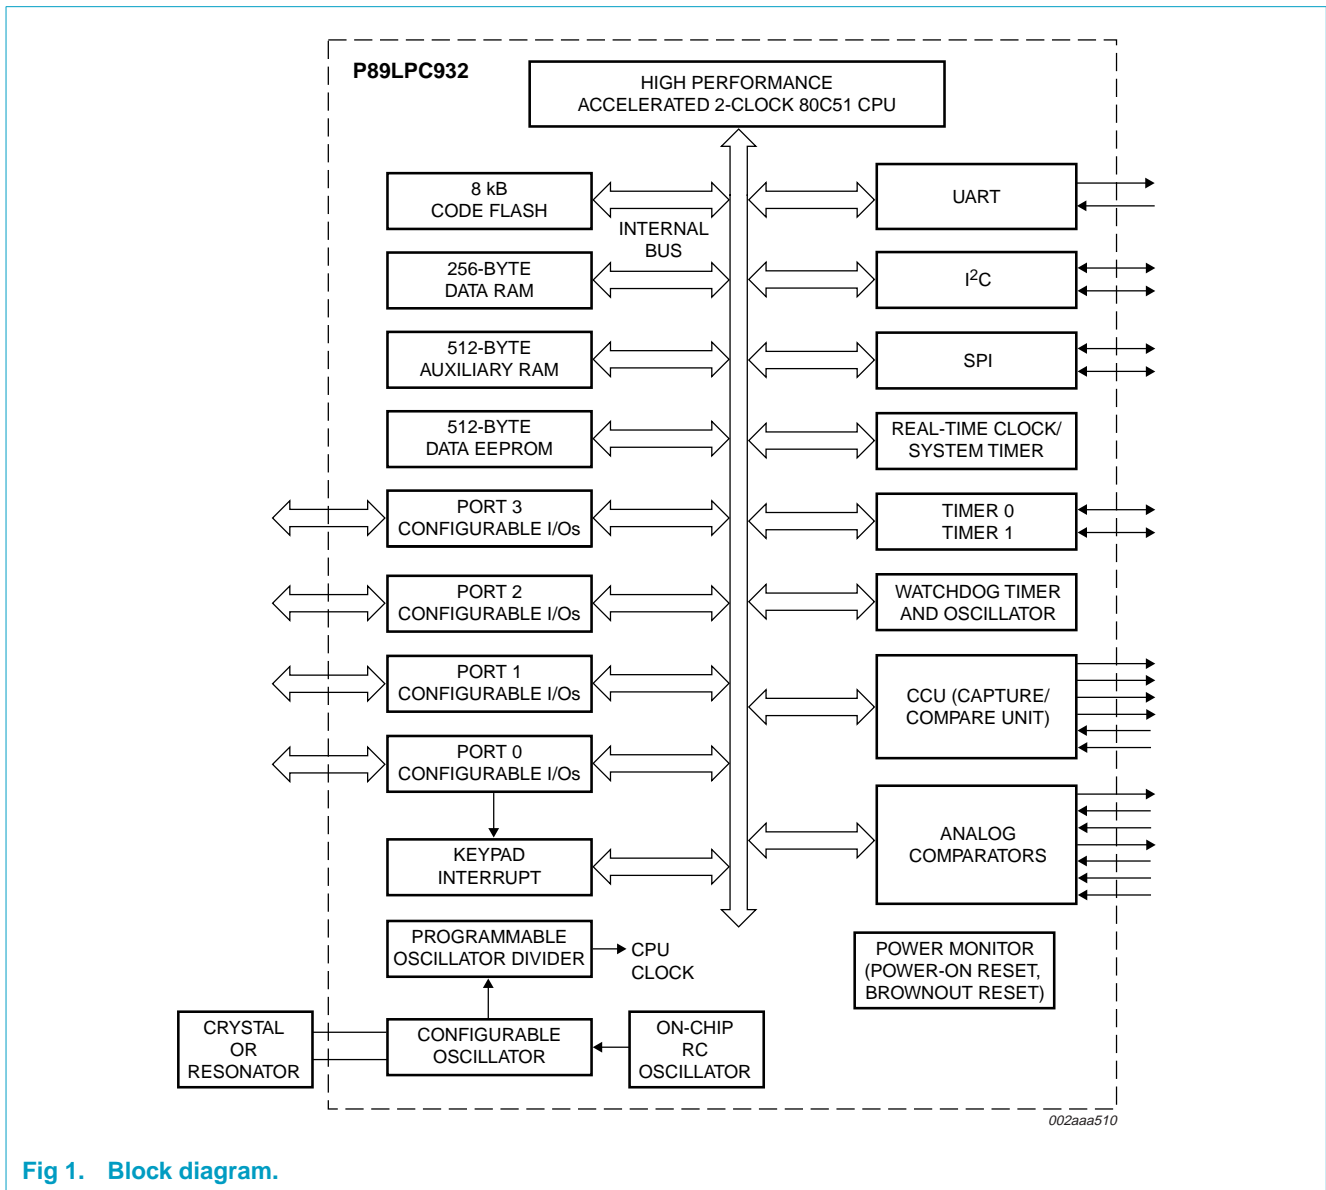 P89LPC932
HIGH PERFORMANCE
ACCELERATED 2-CLOCK 80C51 CPU
8 kB
CODE FLASH
INTERNAL
BUS
256-BYTE
DATA RAM
512-BYTE
AUXILIARY RAM
512-BYTE
DATA EEPROM
PORT 3
CONFIGURABLE I/Os
PORT 2
CONFIGURABLE I/Os
PORT 1
CONFIGURABLE I/Os
PORT 0
CONFIGURABLE I/Os
KEYPAD
INTERRUPT
PROGRAMMABLE
OSCILLATOR DIVIDER
CPU
CLOCK
CRYSTAL
OR
RESONATOR
CONFIGURABLE
OSCILLATOR
ON-CHIP
RC
OSCILLATOR
UART
I²C
SPI
REAL-TIME CLOCK/
SYSTEM TIMER
TIMER 0
TIMER 1
WATCHDOG TIMER
AND OSCILLATOR
CCU (CAPTURE/
COMPARE UNIT)
ANALOG
COMPARATORS
POWER MONITOR
(POWER-ON RESET,
BROWNOUT RESET)
002aaa510
Fig 1. Block diagram.